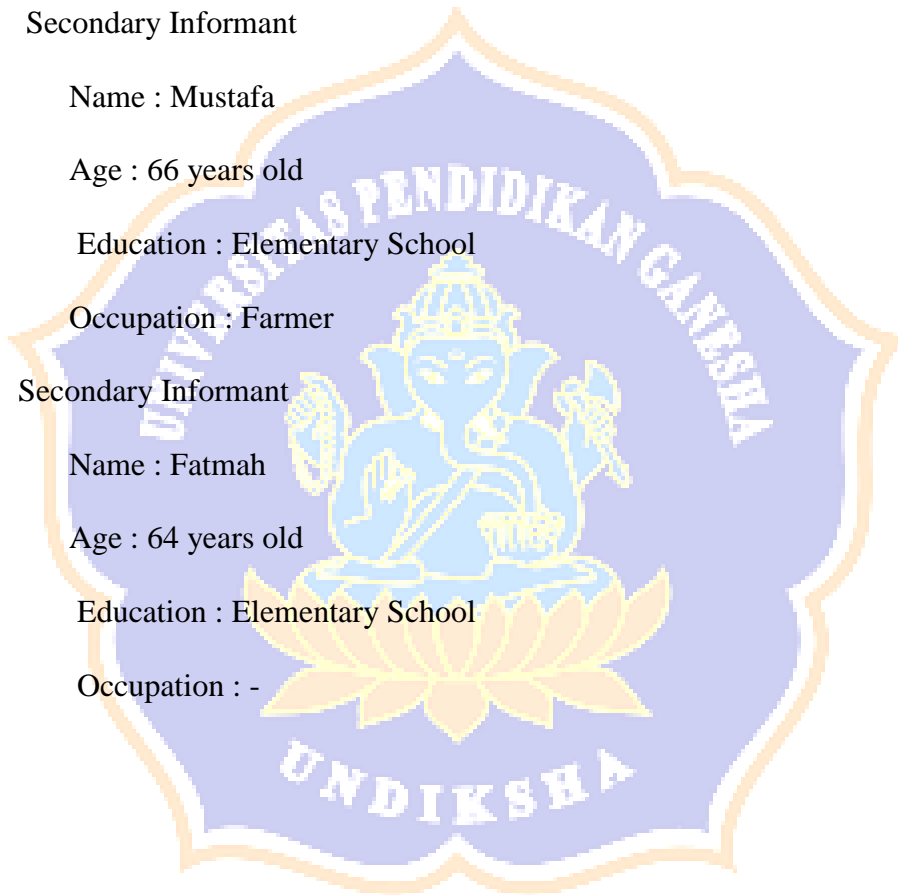 Secondary Informant
Name : Mustafa
Age : 66 years old
UNIVERSITAS PENDIDIKAN GANESHA
Education : Elementary School
Occupation : Farmer
Secondary Informant
Name : Fatmah
Age : 64 years old
Education : Elementary School
Occupation : -
UNDIKSHA